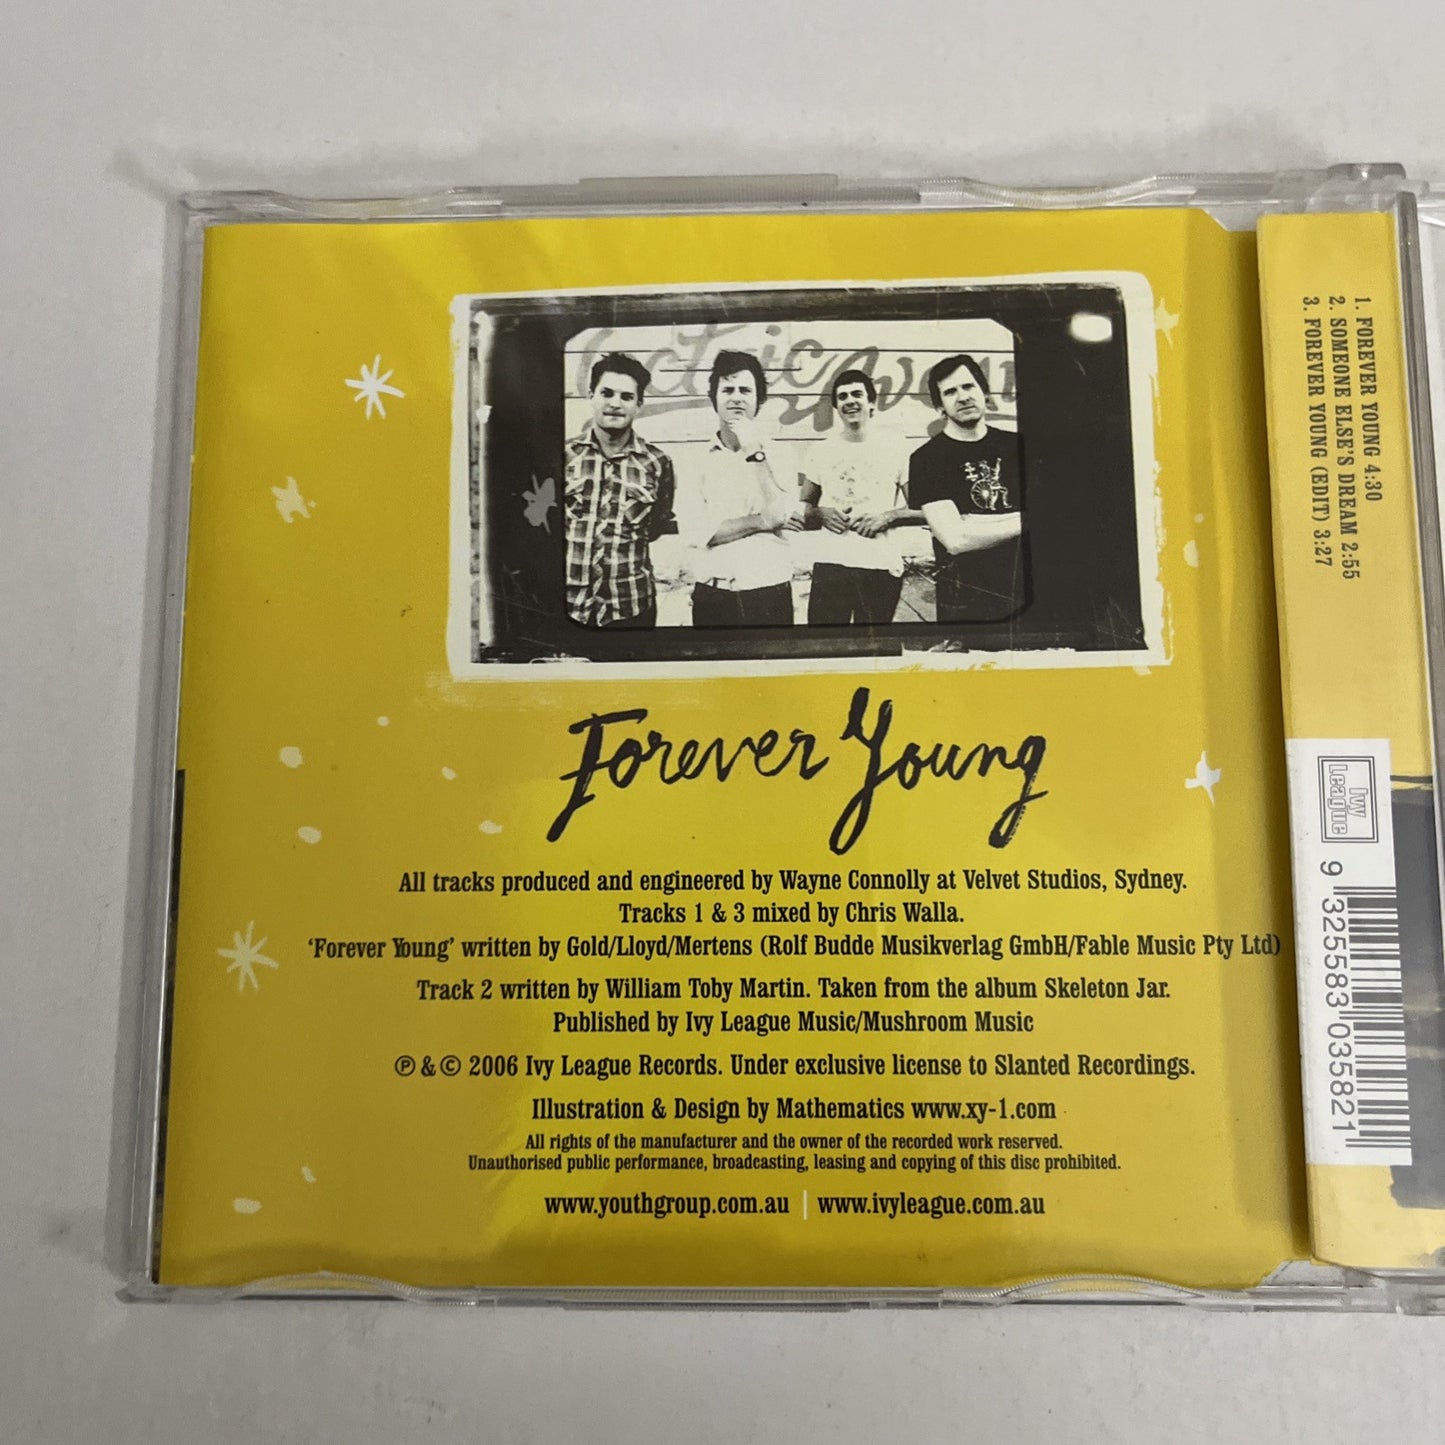 Electric Aven
Forever Young
All tracks produced and engineered by Wayne Connolly at Velvet Studios, Sydney.
Tracks 1 & 3 mixed by Chris Walla.
‘Forever Young’ written by Gold/Lloyd/Mertens (Rolf Budde Musikverlag GmbH/Fable Music Pty Ltd)
Track 2 written by William Toby Martin. Taken from the album Skeleton Jar.
Published by Ivy League Music/Mushroom Music
℗ & © 2006 Ivy League Records. Under exclusive license to Slanted Recordings.
Illustration & Design by Mathematics www.xy-1.com
All rights of the manufacturer and the owner of the recorded work reserved.
Unauthorised public performance, broadcasting, leasing and copying of this disc prohibited.
www.youthgroup.com.au | www.ivyleague.com.au
1. FOREVER YOUNG 4:30
2. SOMEONE ELSE'S DREAM 2:55
3. FOREVER YOUNG (EDIT) 3:27
Ivy
League
9 325583 035821